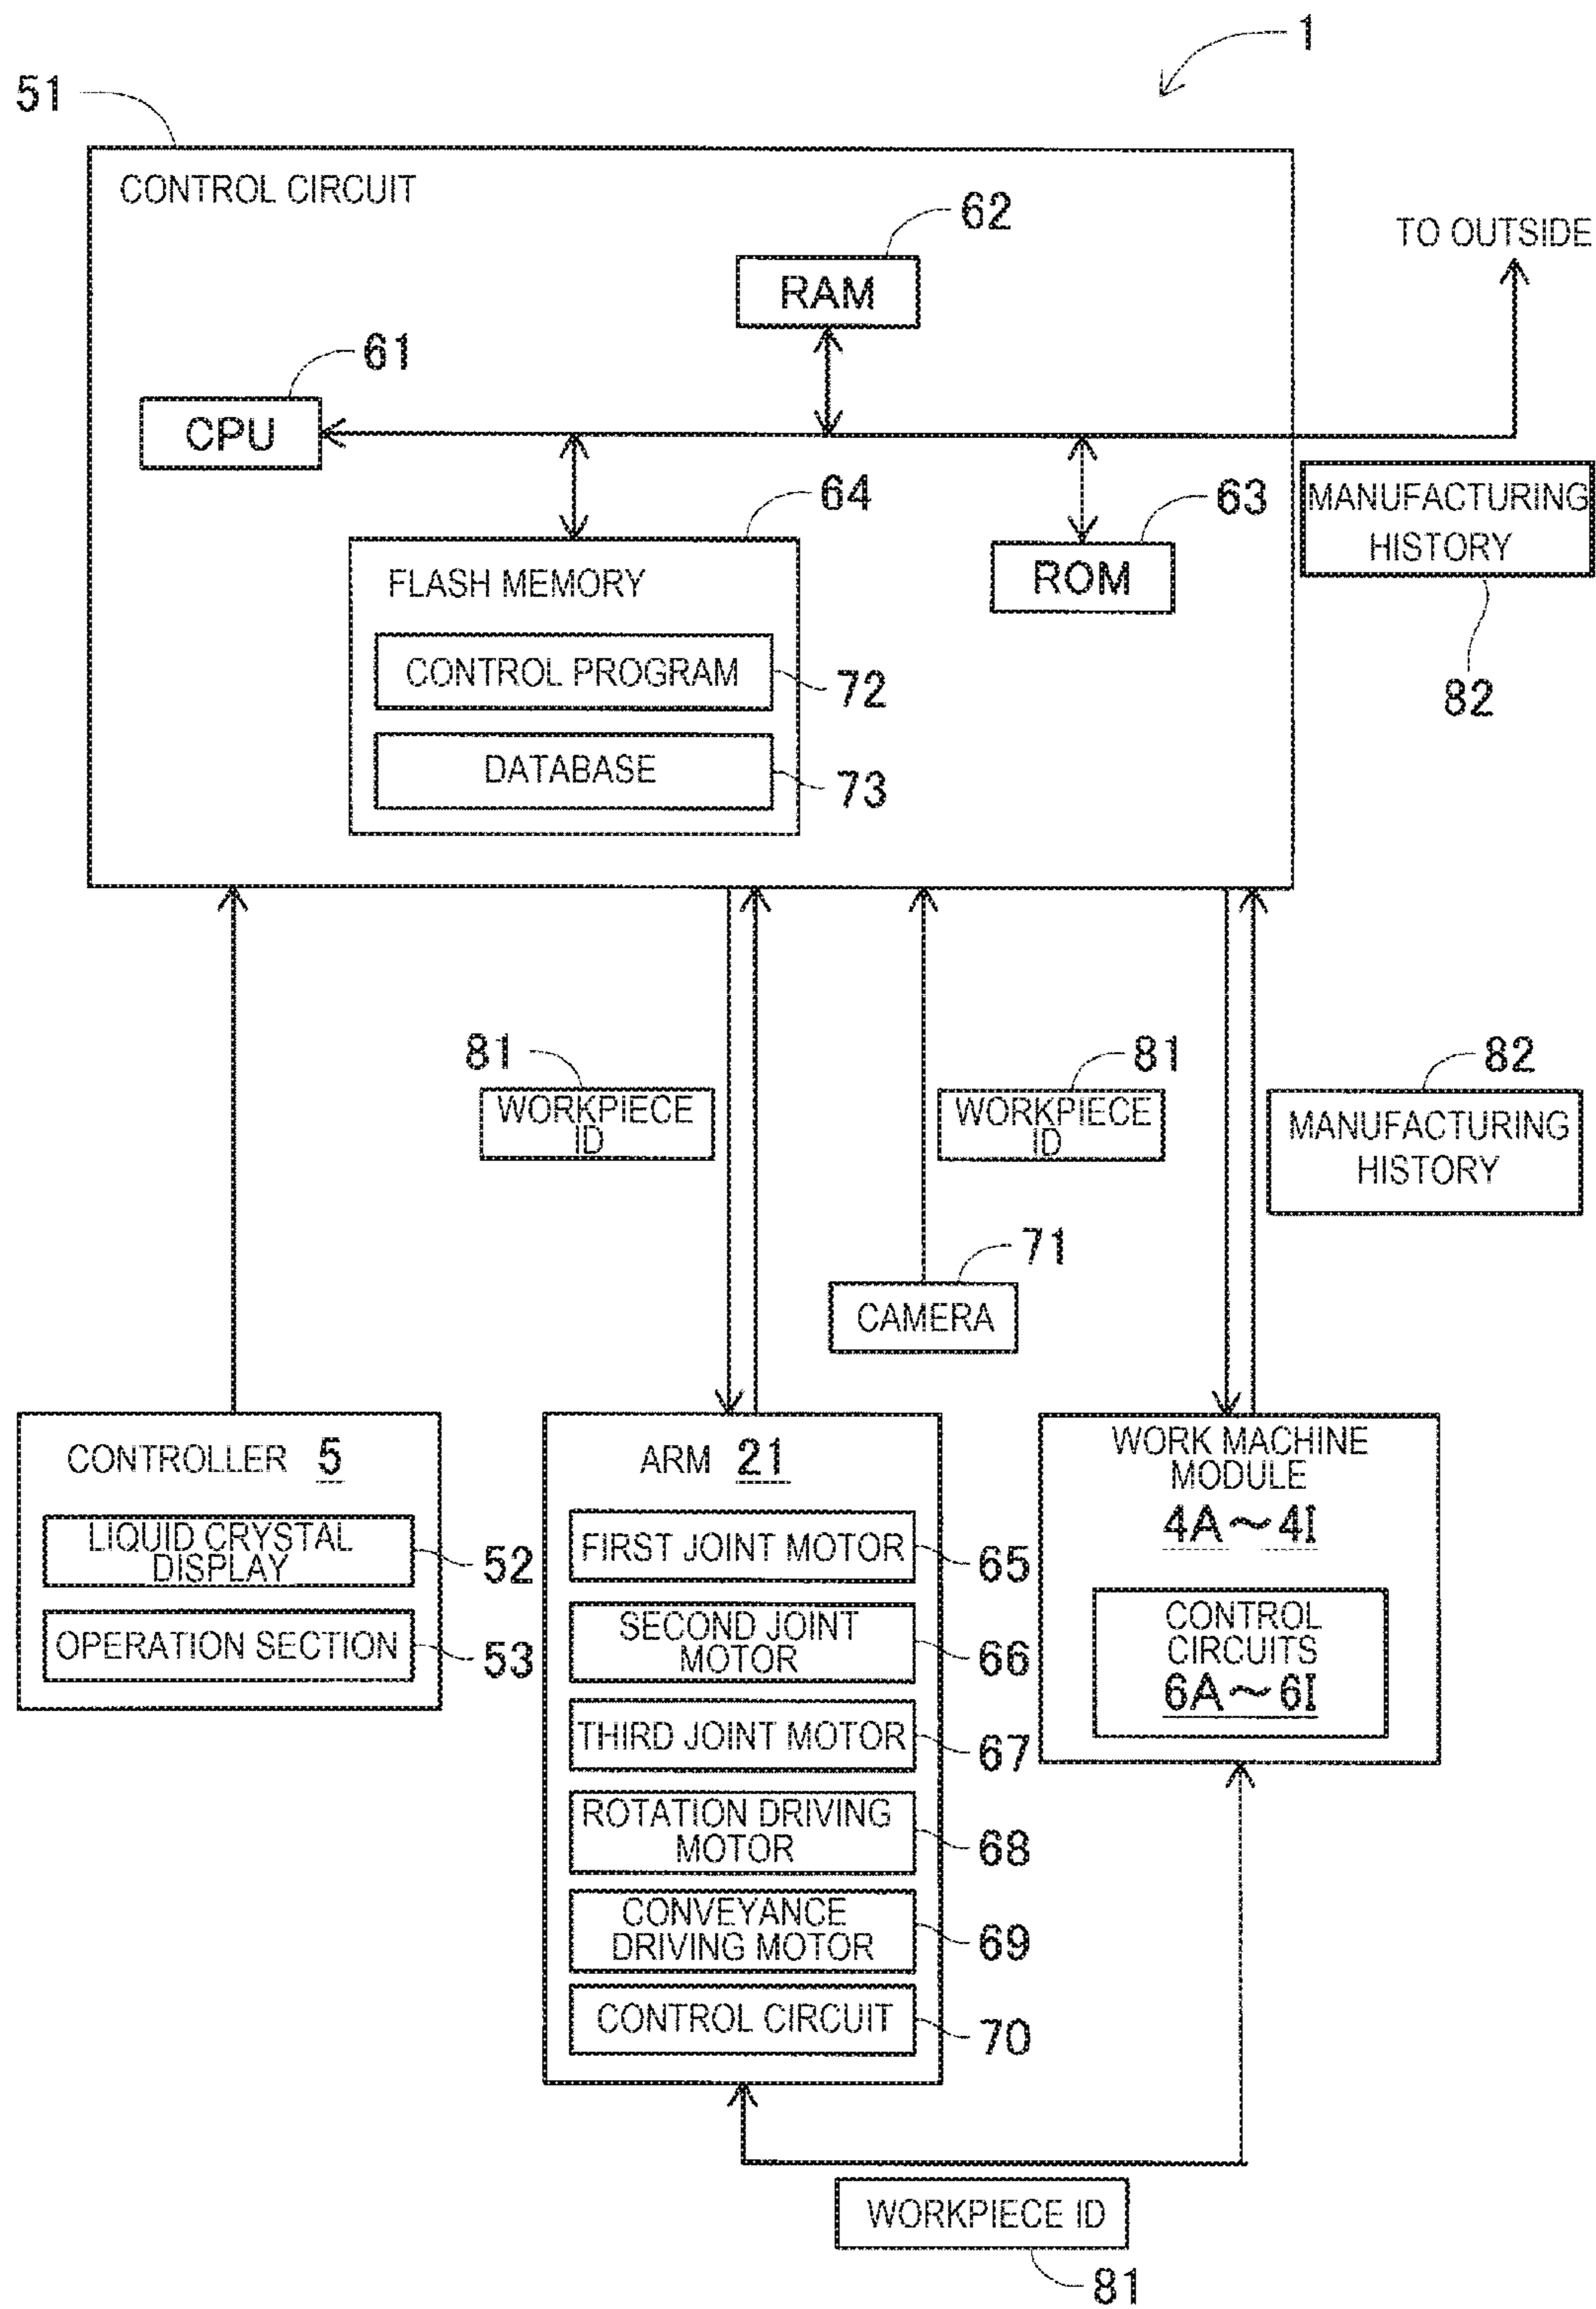 1
51
CONTROL CIRCUIT
62
TO OUTSIDE
RAM
61
CPU
64
63
MANUFACTURING
HISTORY
FLASH MEMORY
ROM
CONTROL PROGRAM
72
82
DATABASE
73
81
WORKPIECE
ID
81
WORKPIECE
ID
82
MANUFACTURING
HISTORY
71
CAMERA
CONTROLLER 5
LIQUID CRYSTAL
DISPLAY
52
OPERATION SECTION
53
ARM 21
FIRST JOINT MOTOR
65
SECOND JOINT
MOTOR
66
THIRD JOINT MOTOR
67
ROTATION DRIVING
MOTOR
68
CONVEYANCE
DRIVING MOTOR
69
CONTROL CIRCUIT
70
WORK MACHINE
MODULE
4A～4I
CONTROL
CIRCUITS
6A～6I
WORKPIECE ID
81